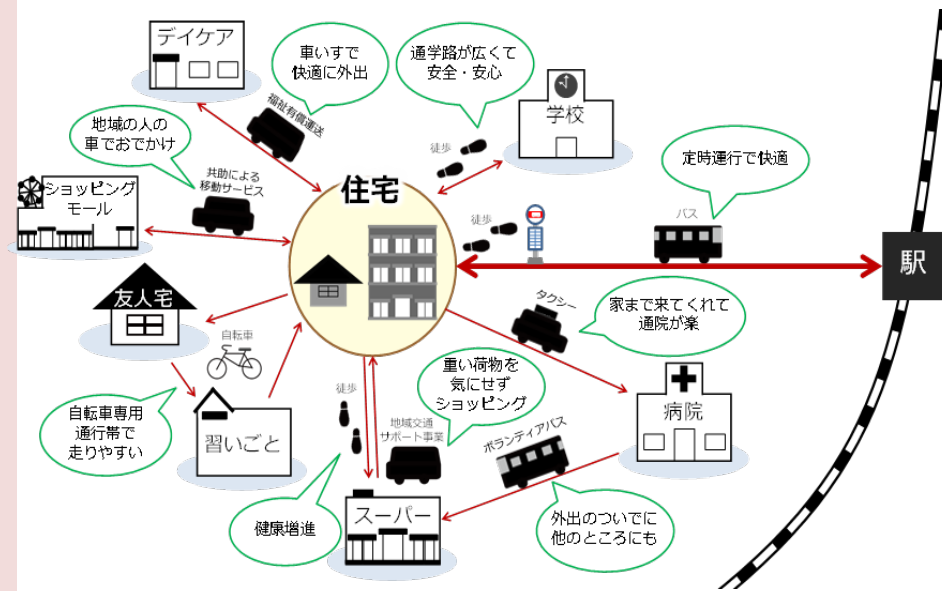 デイケア
車いすで
快適に外出
福祉有償運送
通学路が広くて
安全・安心
学校
徒歩
地域の人の
車でおでかけ
共助による
移動サービス
ショッピング
モール
住宅
定時運行で快適
徒歩
バス
駅
友人宅
自転車
タクシー
家まで来てくれて
通院が楽
重い荷物を
気にせず
ショッピング
病院
徒歩
地域交通
サポート事業
ボランティアバス
自転車専用
通行帯で
走りやすい
習いごと
健康増進
スーパー
外出のついでに
他のところにも